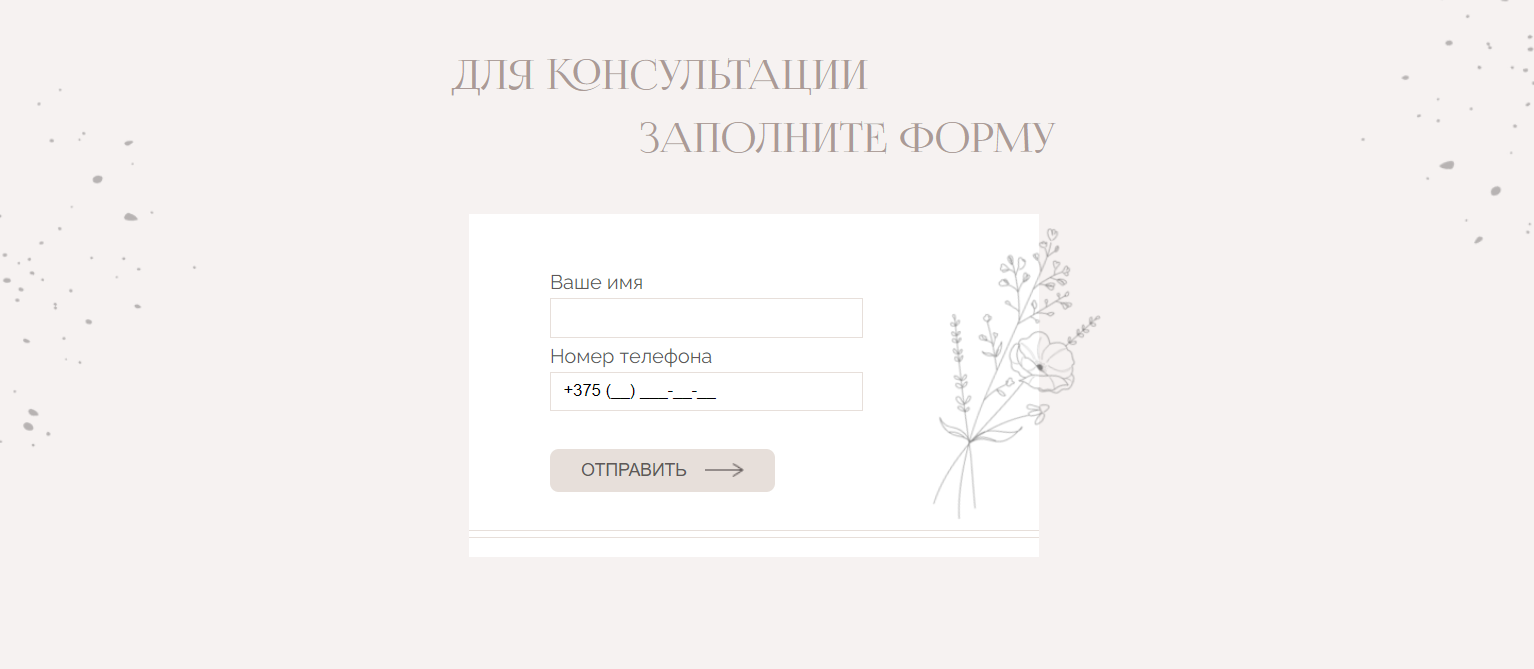 ДЛЯ КОНСУЛЬТАЦИИ
ЗАПОЛНИТЕ ФОРМУ
Ваше имя
Номер телефона
+375 (__) ___-__-__
ОТПРАВИТЬ